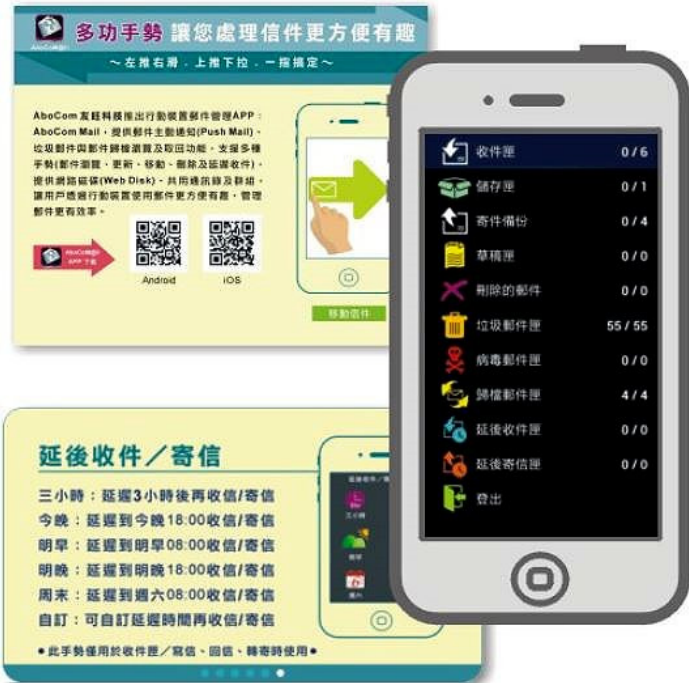 多功手勢 讓您處理信件更方便有趣
～左推右滑．上推下拉．一指搞定～
AboCom 友旺科技推出行動裝置郵件管理APP：
AboCom Mail，提供郵件主動通知(Push Mail)、
垃圾郵件與郵件歸檔瀏覽及取回功能，支援多種
手勢(郵件瀏覽、更新、移動、刪除及延遲收件)，
提供網路磁碟(Web Disk)、共用通訊錄及群組，
讓用戶透過行動裝置使用郵件更方便有趣，管理
郵件更有效率。
AboCom@
APP 下載
Android
iOS
移動信件
收件匣 0 / 6
儲存匣 0 / 1
寄件備份 0 / 4
草稿匣 0 / 0
刪除的郵件 0 / 0
垃圾郵件匣 55 / 55
病毒郵件匣 0 / 0
歸檔郵件匣 4 / 4
延後收件匣 0 / 0
延後寄信匣 0 / 0
登出
延後收件／寄信
三小時：延遲3小時後再收信/寄信
今晚：延遲到今晚18:00收信/寄信
明早：延遲到明早08:00收信/寄信
明晚：延遲到明晚18:00收信/寄信
周末：延遲到週六08:00收信/寄信
自訂：可自訂延遲時間再收信/寄信
●此手勢僅用於收件匣／寫信、回信、轉寄時使用●
三小時
明早
週六